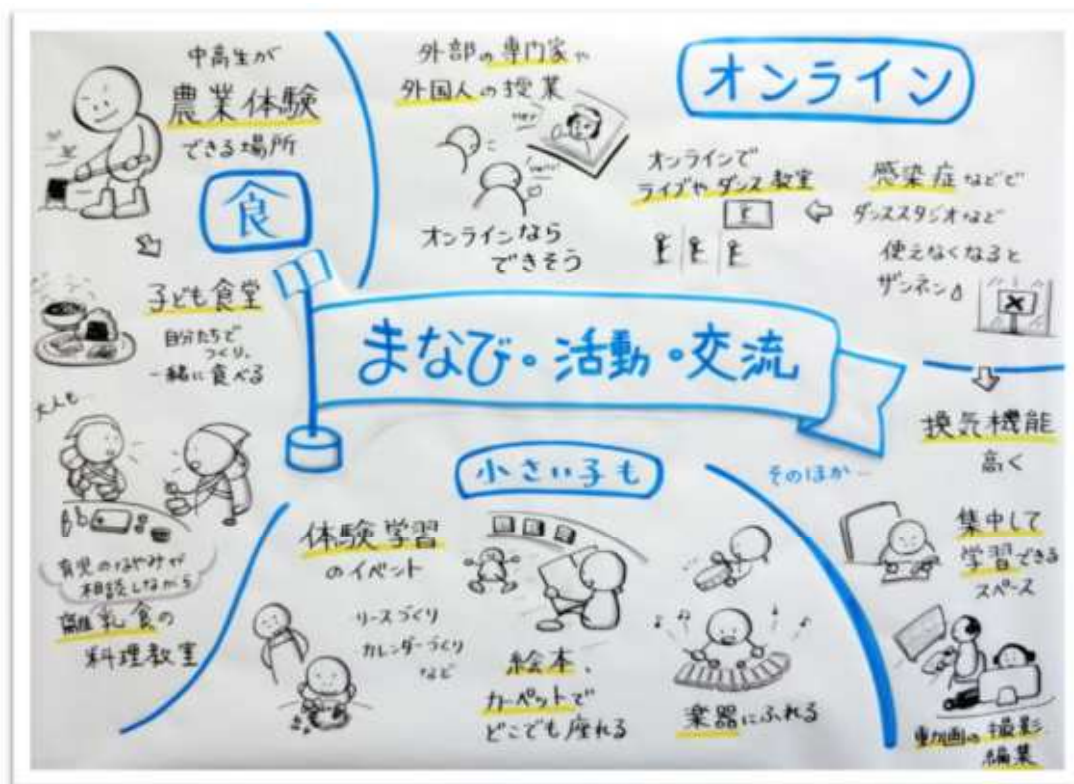 まなび・活動・交流
食
中高生が
農業体験
できる場所
子ども食堂
自分たちで
つくり、
一緒に食べる
大人も…
育児のなやみが
相談しながら
離乳食の
料理教室
オンライン
外部の専門家や
外国人の授業
オンラインなら
できそう
オンラインで
ライブやダンス教室
感染症などで
ダンススタジオなど
使えなくなると
ザンネン
換気機能
高く
小さい子も
体験学習
のイベント
リースづくり
カレンダーづくり
など
絵本、
カーペットで
どこでも座れる
楽器にふれる
そのほか…
集中して
学習できる
スペース
動画の撮影
編集